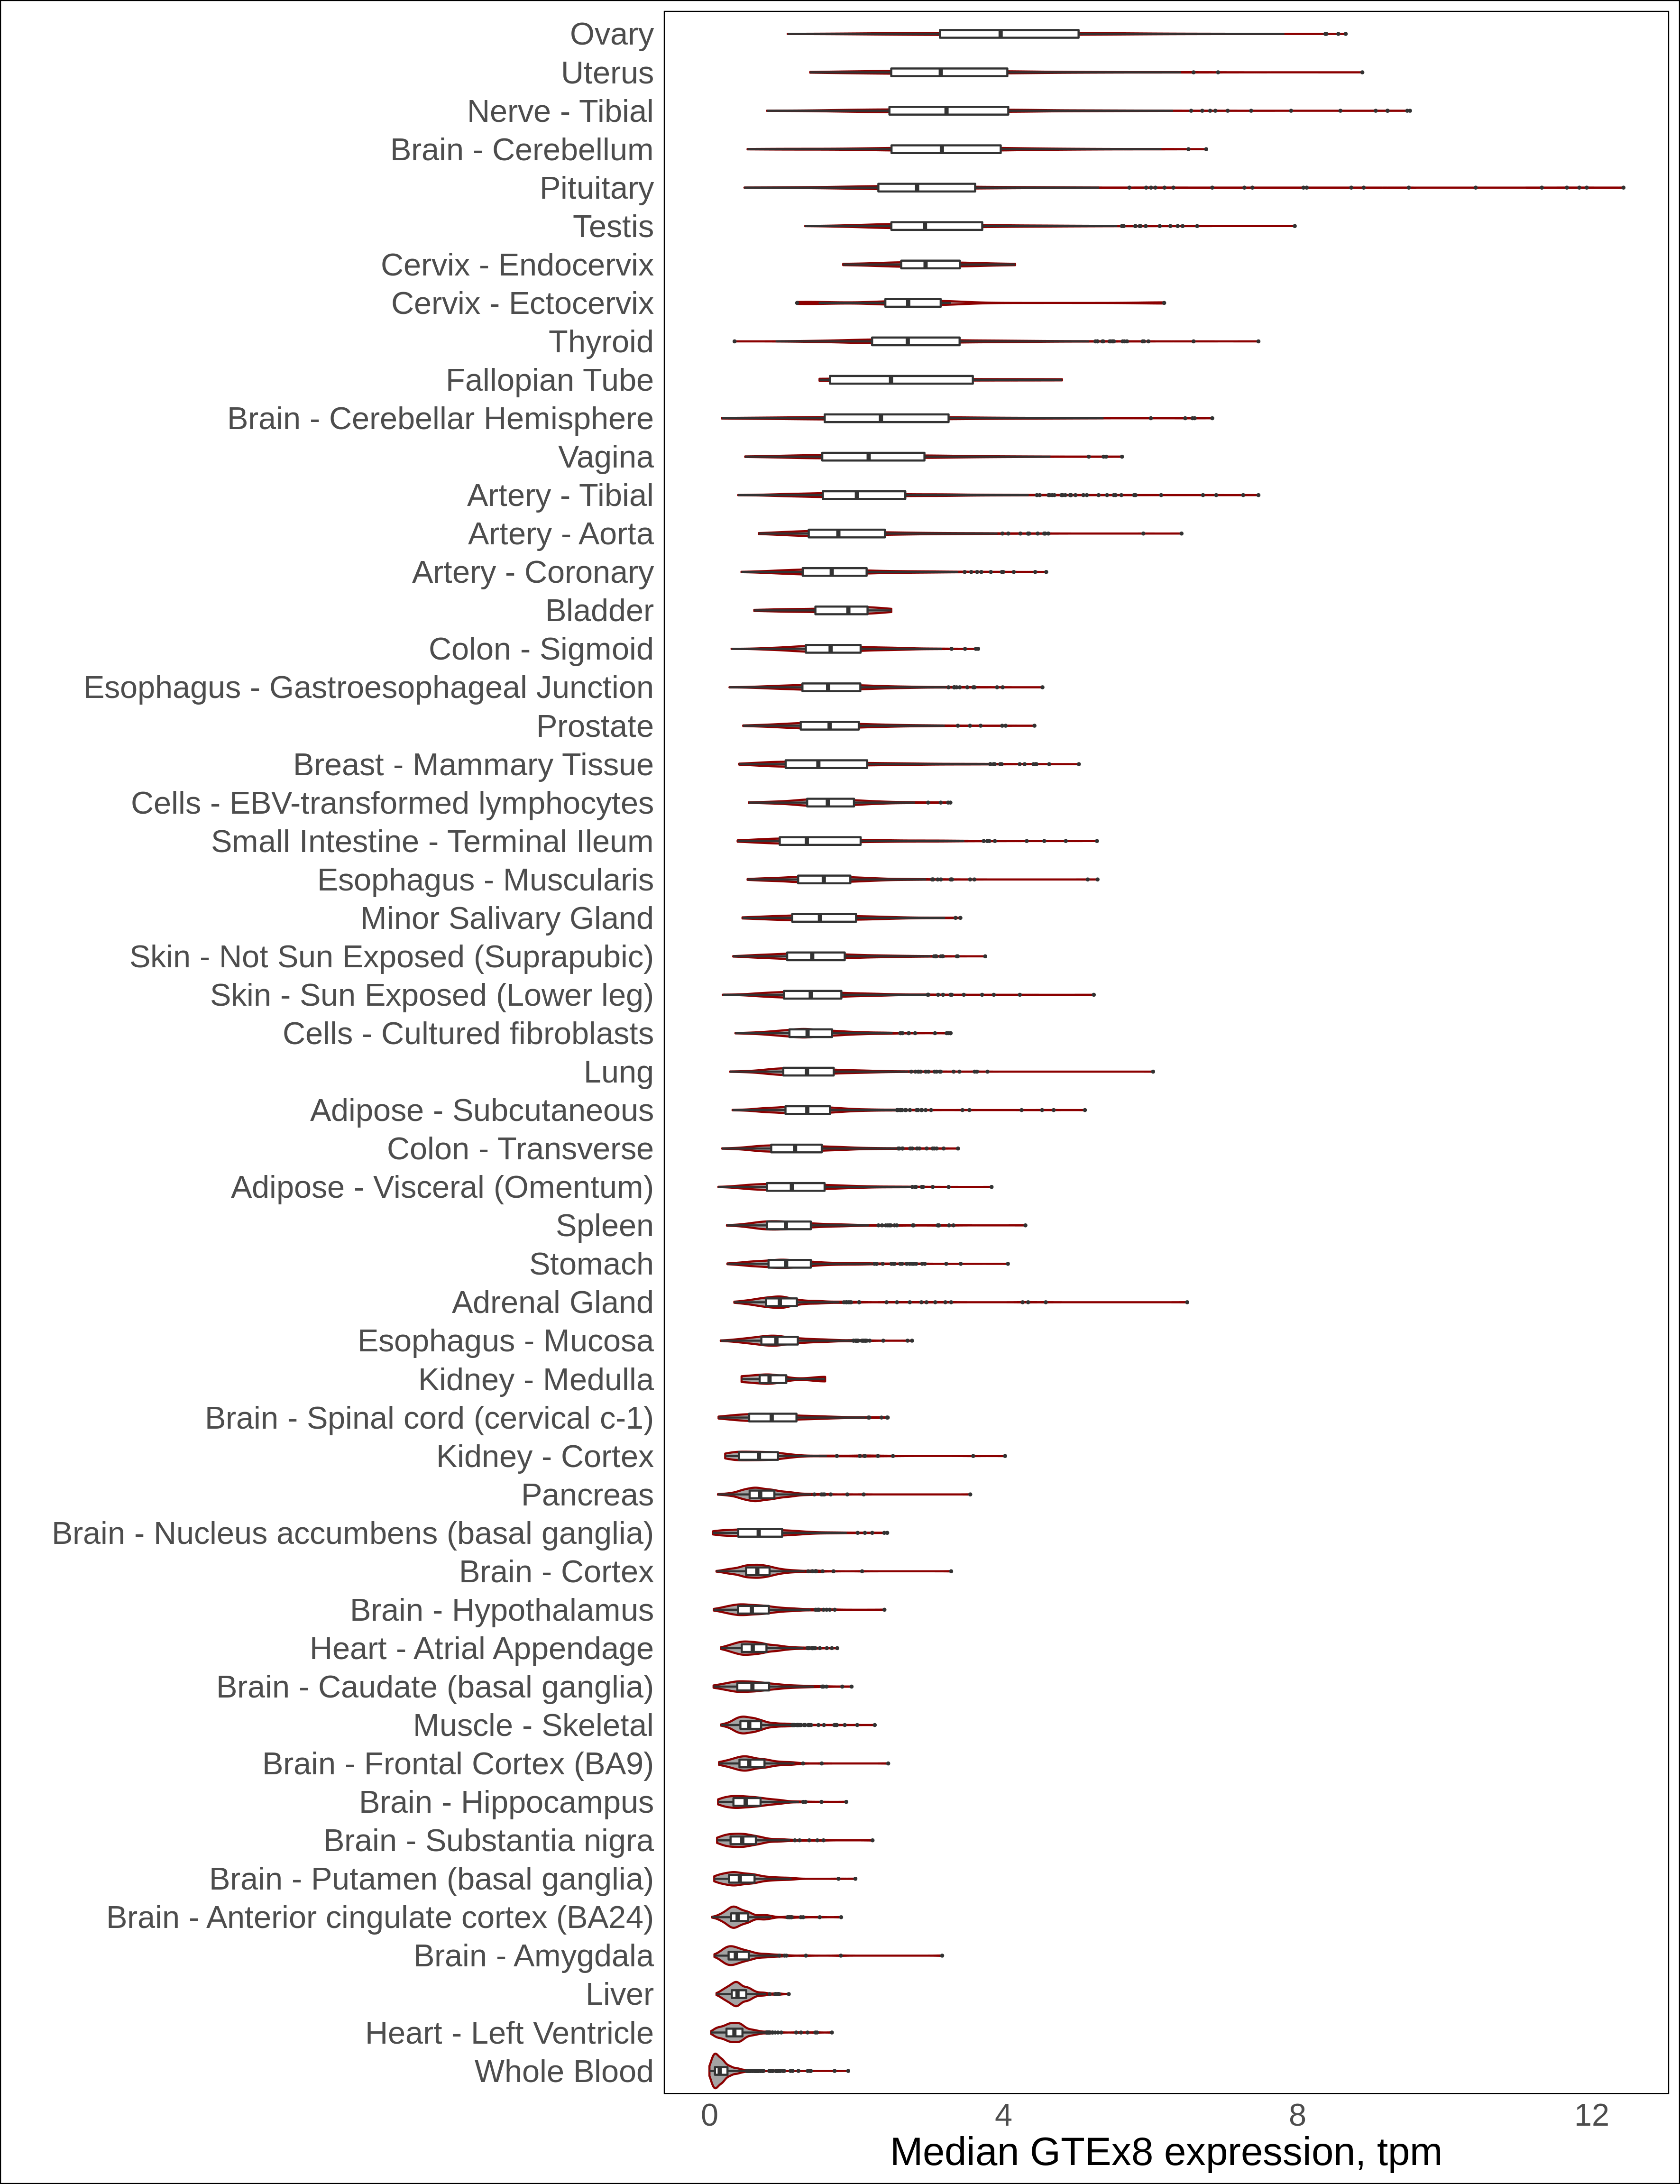 Ovary
Uterus
Nerve - Tibial
Brain - Cerebellum
Pituitary
Testis
Cervix - Endocervix
Cervix - Ectocervix
Thyroid
Fallopian Tube
Brain - Cerebellar Hemisphere
Vagina
Artery - Tibial
Artery - Aorta
Artery - Coronary
Bladder
Colon - Sigmoid
Esophagus - Gastroesophageal Junction
Prostate
Breast - Mammary Tissue
Cells - EBV-transformed lymphocytes
Small Intestine - Terminal Ileum
Esophagus - Muscularis
Minor Salivary Gland
Skin - Not Sun Exposed (Suprapubic)
Skin - Sun Exposed (Lower leg)
Cells - Cultured fibroblasts
Lung
Adipose - Subcutaneous
Colon - Transverse
Adipose - Visceral (Omentum)
Spleen
Stomach
Adrenal Gland
Esophagus - Mucosa
Kidney - Medulla
Brain - Spinal cord (cervical c-1)
Kidney - Cortex
Pancreas
Brain - Nucleus accumbens (basal ganglia)
Brain - Cortex
Brain - Hypothalamus
Heart - Atrial Appendage
Brain - Caudate (basal ganglia)
Muscle - Skeletal
Brain - Frontal Cortex (BA9)
Brain - Hippocampus
Brain - Substantia nigra
Brain - Putamen (basal ganglia)
Brain - Anterior cingulate cortex (BA24)
Brain - Amygdala
Liver
Heart - Left Ventricle
Whole Blood
0 4 8 12
Median GTEx8 expression, tpm